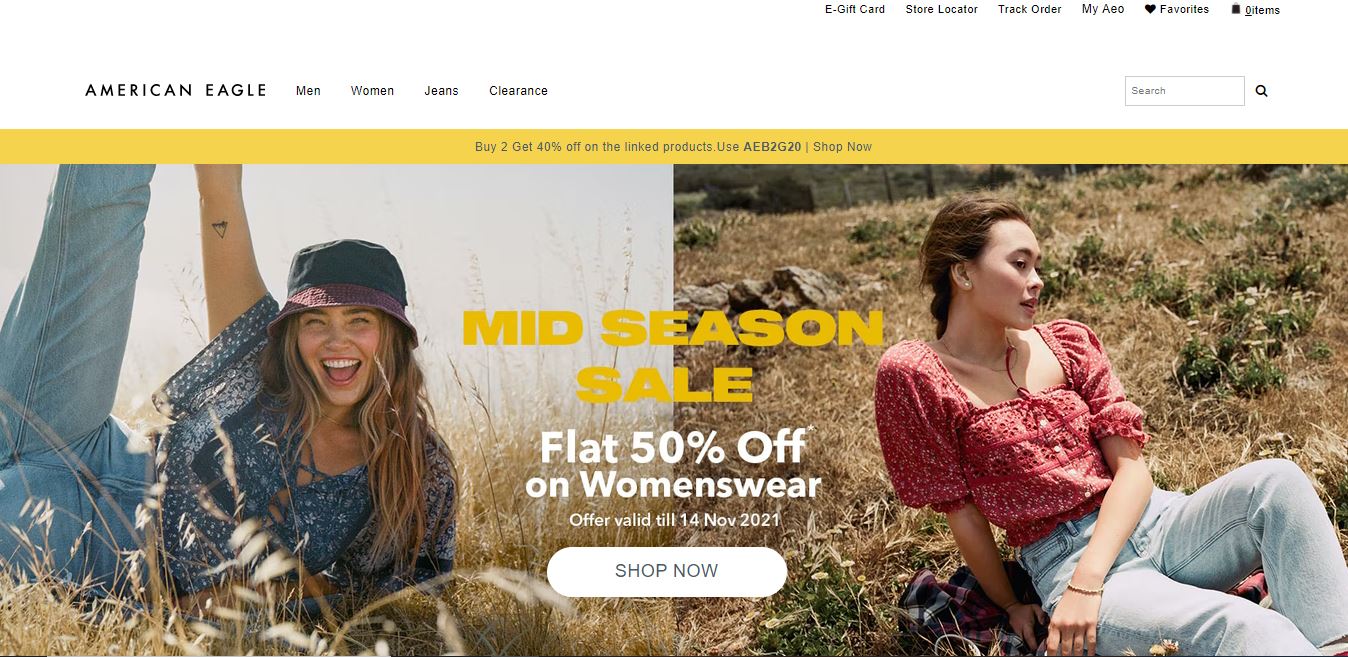 E-Gift Card Store Locator Track Order My Aeo Favorites 0items
AMERICAN EAGLE Men Women Jeans Clearance Search
Buy 2 Get 40% off on the linked products.Use AEB2G20 | Shop Now
MID SEASON
SALE
Flat 50% Off*
on Womenswear
Offer valid till 14 Nov 2021
SHOP NOW